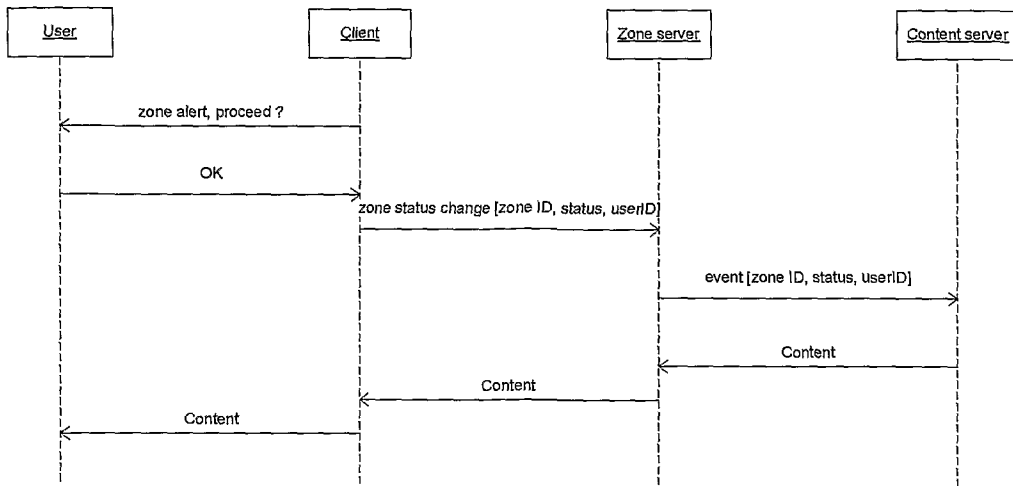 User
Client
Zone server
Content server
zone alert, proceed ?
OK
zone status change [zone ID, status, userID]
event [zone ID, status, userID]
Content
Content
Content